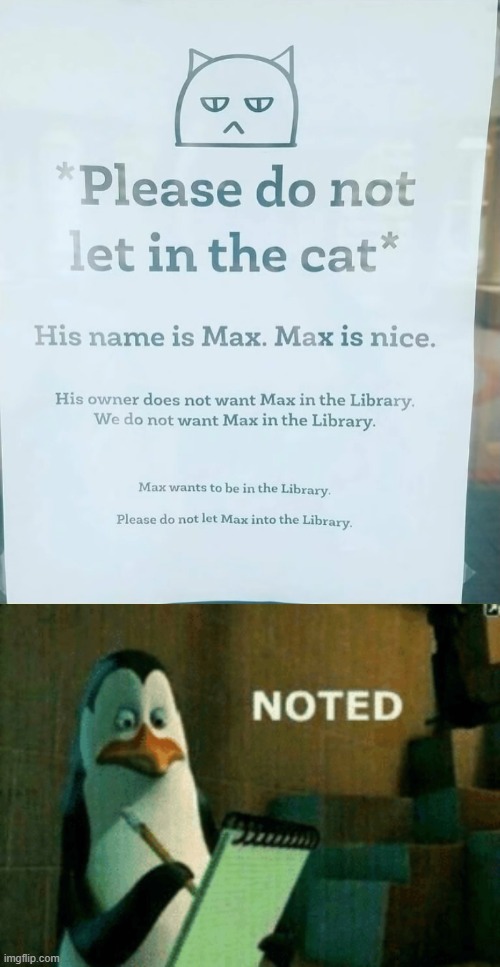 *Please do not
let in the cat*
His name is Max. Max is nice.
His owner does not want Max in the Library.
We do not want Max in the Library.
Max wants to be in the Library.
Please do not let Max into the Library.
NOTED
imgflip.com